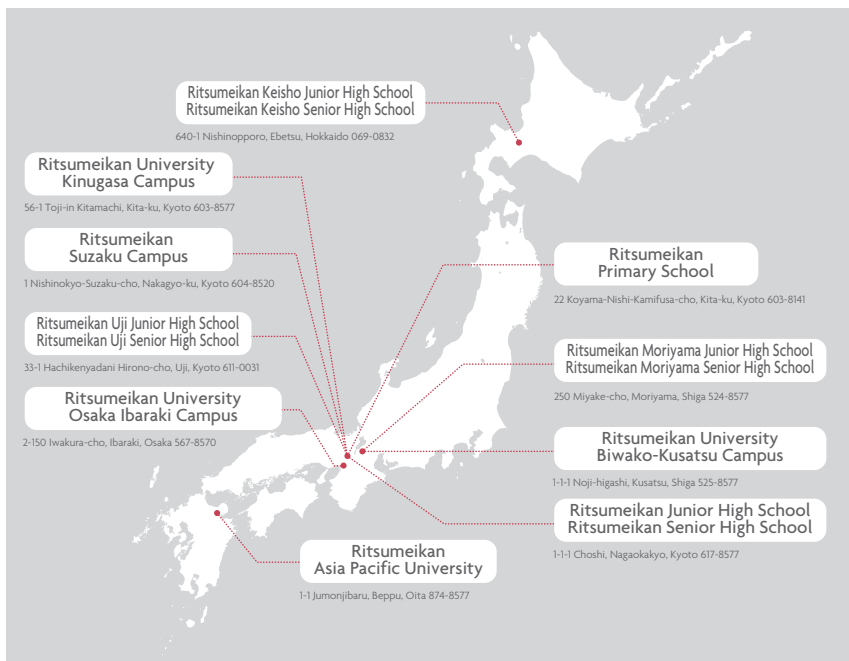 Ritsumeikan Keisho Junior High School
Ritsumeikan Keisho Senior High School
640-1 Nishinopporo, Ebetsu, Hokkaido 069-0832
Ritsumeikan University
Kinugasa Campus
56-1 Toji-in Kitamachi, Kita-ku, Kyoto 603-8577
Ritsumeikan
Suzaku Campus
1 Nishinokyo-Suzaku-cho, Nakagyo-ku, Kyoto 604-8520
Ritsumeikan Uji Junior High School
Ritsumeikan Uji Senior High School
33-1 Hachikenyadani Hirono-cho, Uji, Kyoto 611-0031
Ritsumeikan University
Osaka Ibaraki Campus
2-150 Iwakura-cho, Ibaraki, Osaka 567-8570
Ritsumeikan
Primary School
22 Koyama-Nishi-Kamifusa-cho, Kita-ku, Kyoto 603-8141
Ritsumeikan Moriyama Junior High School
Ritsumeikan Moriyama Senior High School
250 Miyake-cho, Moriyama, Shiga 524-8577
Ritsumeikan University
Biwako-Kusatsu Campus
1-1-1 Noji-higashi, Kusatsu, Shiga 525-8577
Ritsumeikan Junior High School
Ritsumeikan Senior High School
1-1-1 Choshi, Nagaokakyo, Kyoto 617-8577
Ritsumeikan
Asia Pacific University
1-1 Jumonjibaru, Beppu, Oita 874-8577